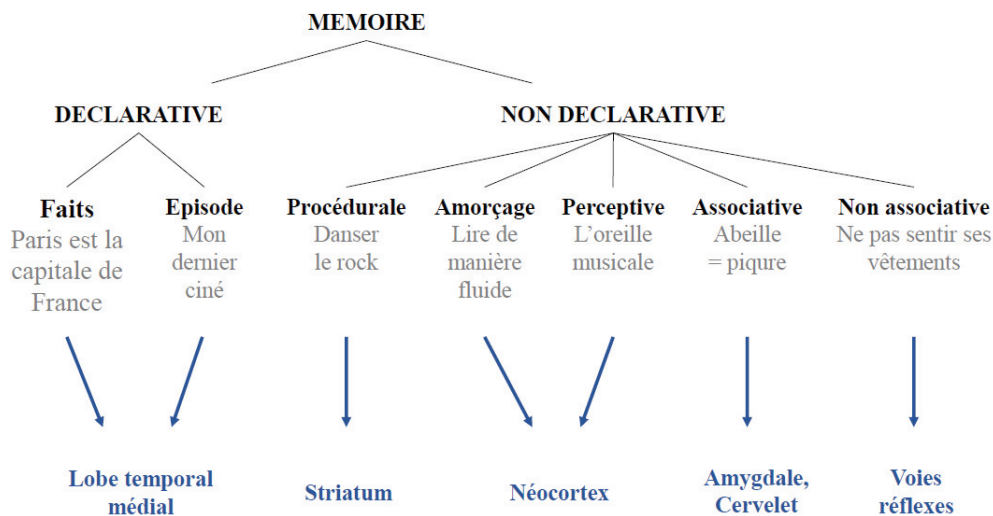 MEMOIRE
DECLARATIVE
NON DECLARATIVE
Faits
Paris est la
capitale de
France
Episode
Mon
dernier
ciné
Procédurale
Danser
le rock
Amorçage
Lire de
manière
fluide
Perceptive
L'oreille
musicale
Associative
Abeille
= piqure
Non associative
Ne pas sentir ses
vêtements
Lobe temporal
médial
Striatum
Néocortex
Amygdale,
Cervelet
Voies
réflexes